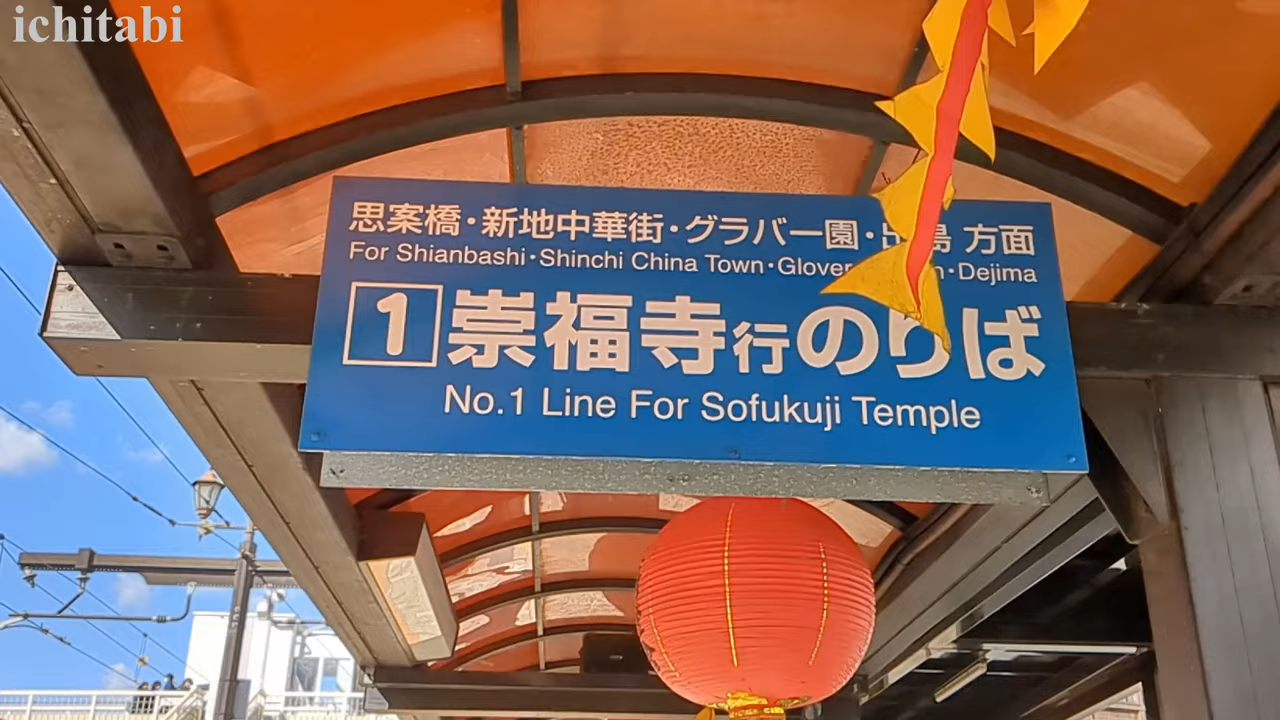 ichitabi
思案橋・新地中華街・グラバー園・出島 方面
For Shianbashi・Shinchi China Town・Glover・Dejima
1 崇福寺行のりば
No.1 Line For Sofukuji Temple